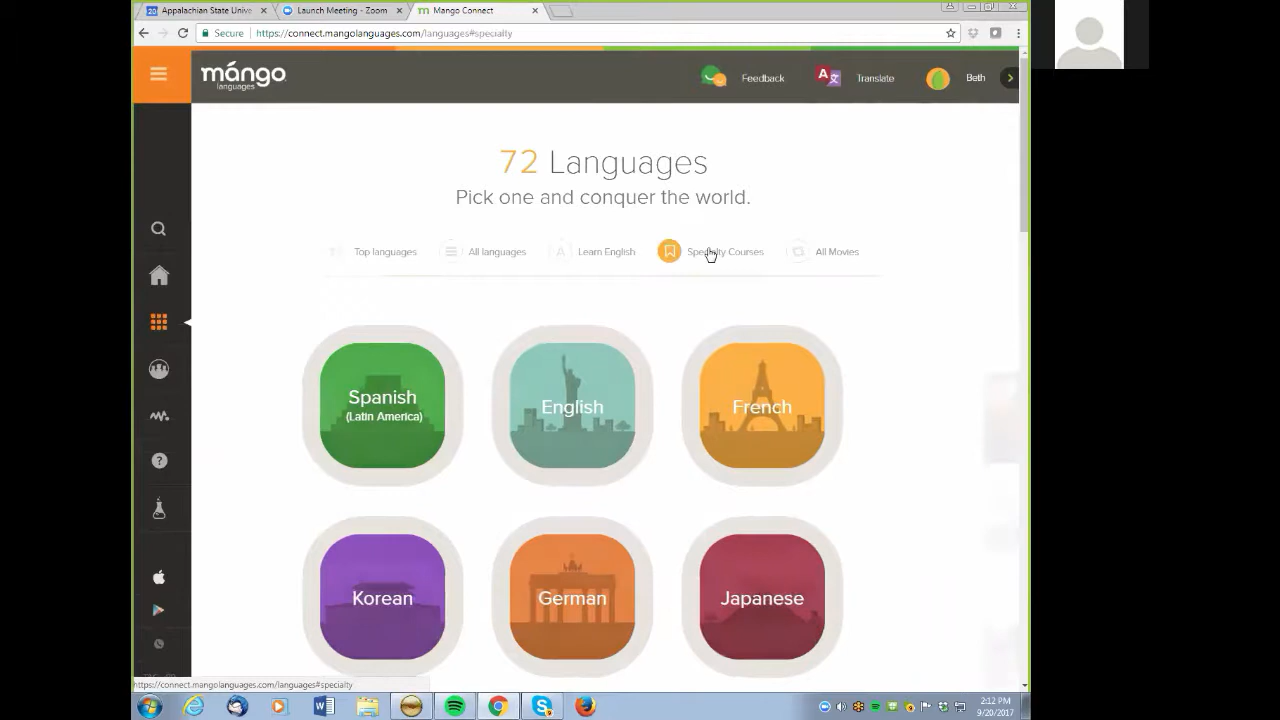 Appalachian State Unive
Launch Meeting - Zoom
Mango Connect
Secure
https://connect.mangolanguages.com/languages#specialty
mango
languages
Feedback
Translate
Beth
72 Languages
Pick one and conquer the world.
Top languages
All languages
Learn English
Specialty Courses
All Movies
Spanish
(Latin America)
English
French
Korean
German
Japanese
https://connect.mangolanguages.com/languages#specialty
2:12 PM
9/20/2017